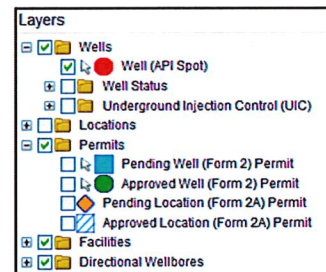 Layers
Wells
Well (API Spot)
Well Status
Underground Injection Control (UIC)
Locations
Permits
Pending Well (Form 2) Permit
Approved Well (Form 2) Permit
Pending Location (Form 2A) Permit
Approved Location (Form 2A) Permit
Facilities
Directional Wellbores